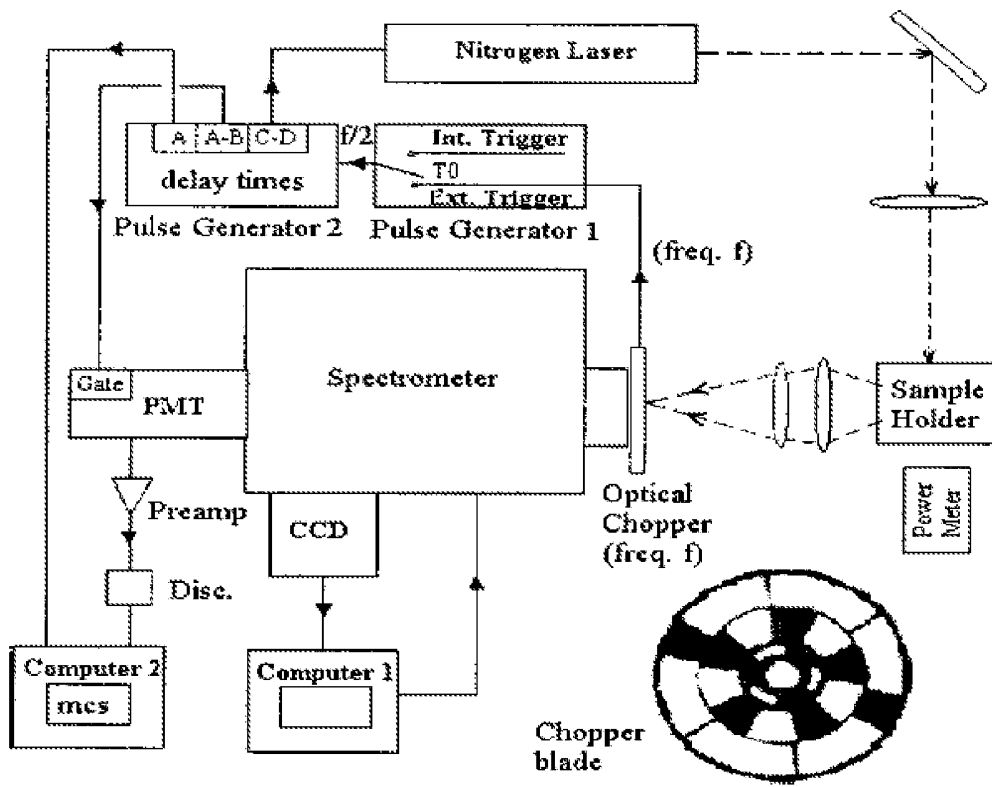 Nitrogen Laser
A
A-B
C-D
f/2
Int. Trigger
T0
Ext. Trigger
delay times
Pulse Generator 2
Pulse Generator 1
(freq. f)
Gate
PMT
Spectrometer
Sample
Holder
Preamp
CCD
Optical
Chopper
(freq. f)
Power
Meter
Disc.
Computer 2
mcs
Computer 1
Chopper
blade